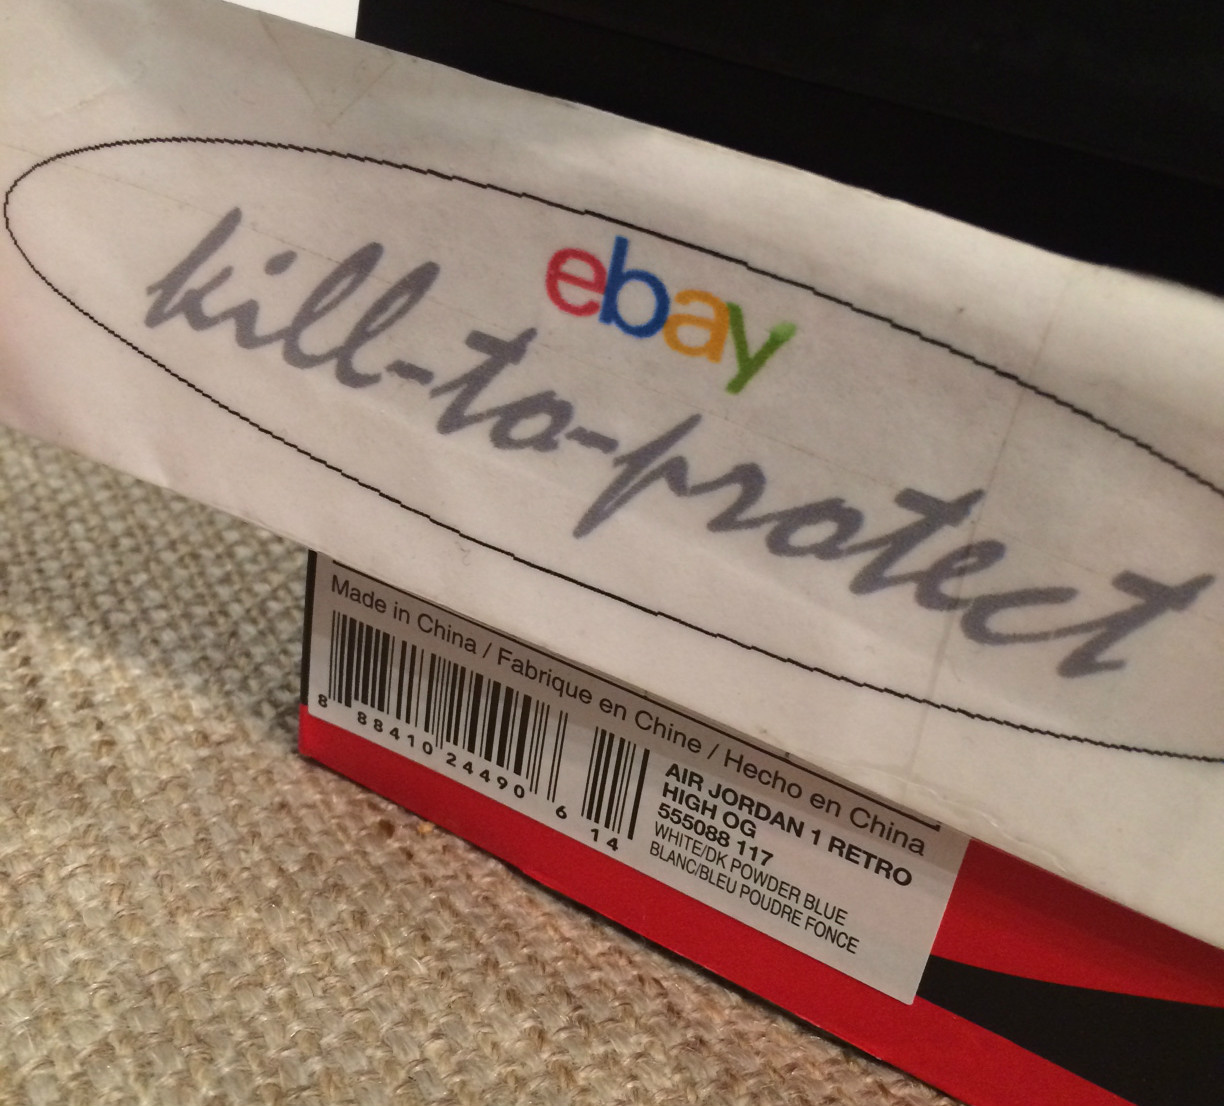 ebay
kill-to-protect
Made in China / Fabrique en Chine / Hecho en China
8 88410 24490 6 14
AIR JORDAN 1 RETRO
HIGH OG
555088 117
WHITE/DK POWDER BLUE
BLANC/BLEU POUDRE FONCE